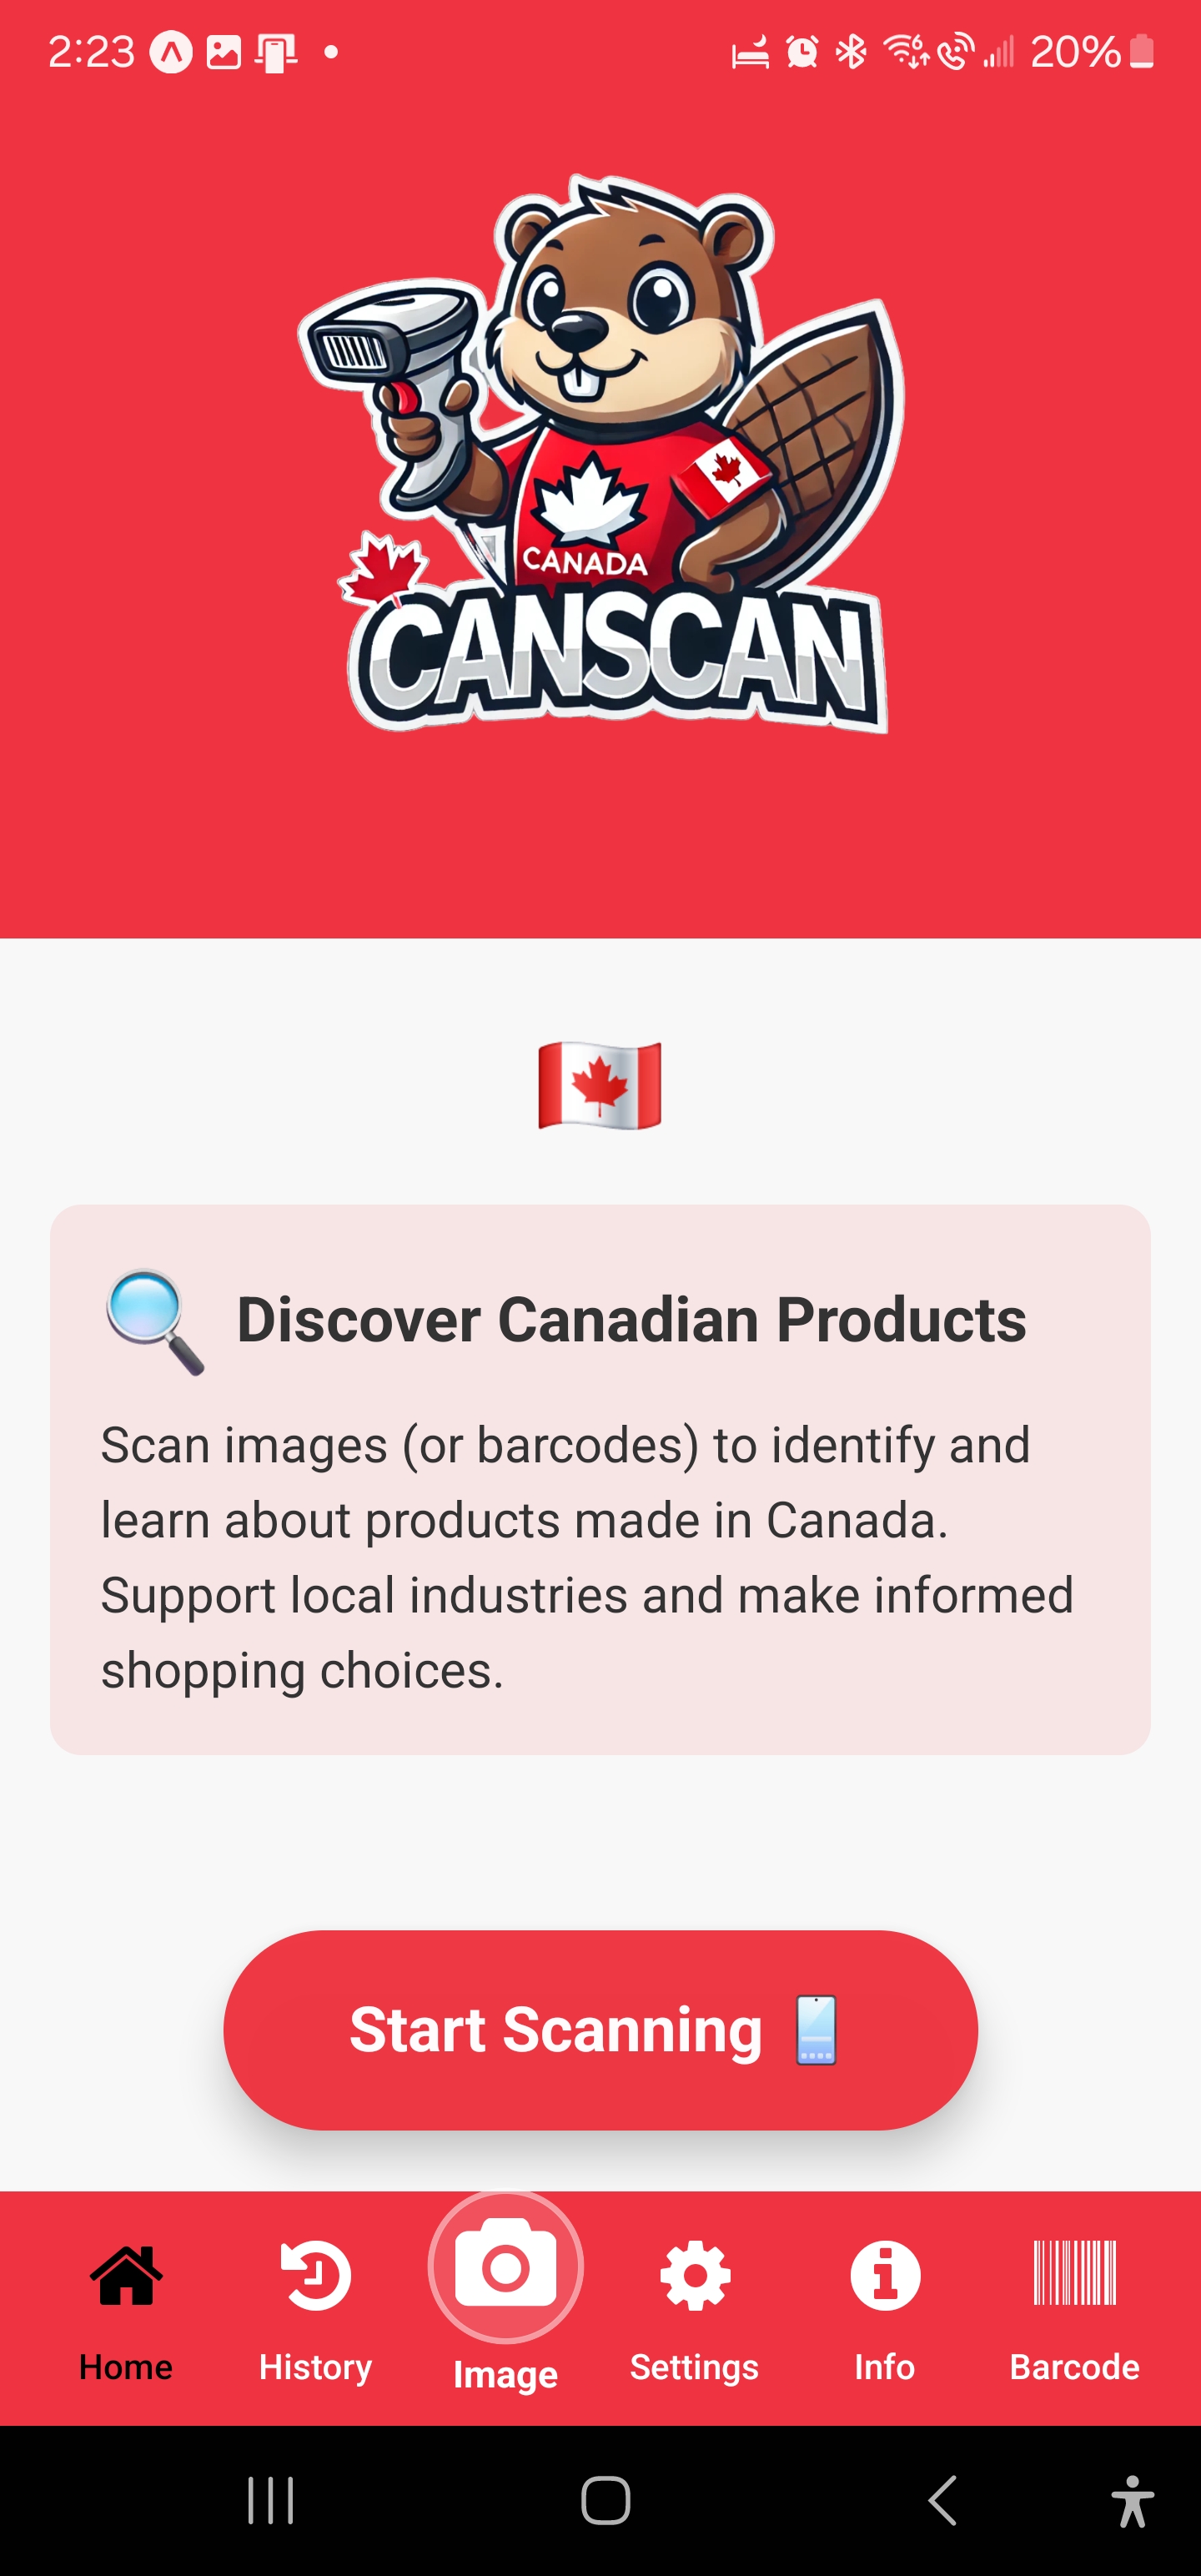 2:23
20%
CANADA
CANSCAN
Discover Canadian Products
Scan images (or barcodes) to identify and
learn about products made in Canada.
Support local industries and make informed
shopping choices.
Start Scanning
Home
History
Image
Settings
Info
Barcode